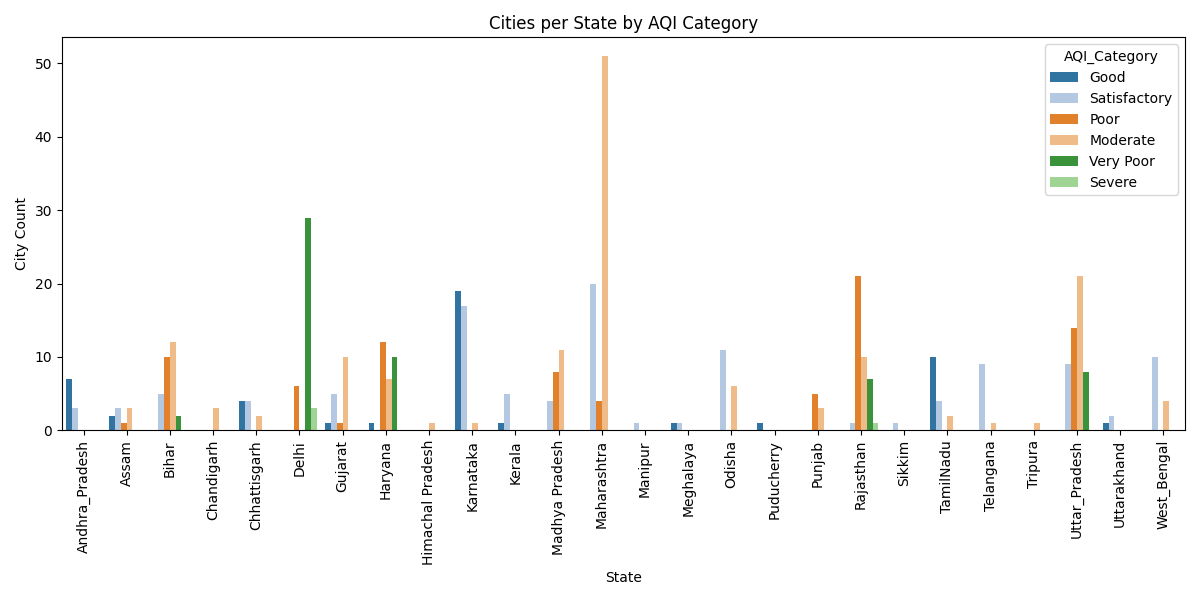 Cities per State by AQI Category
AQI_Category
Good
Satisfactory
Poor
Moderate
Very Poor
Severe
City Count
50
40
30
20
10
0
Andhra_Pradesh
Assam
Bihar
Chandigarh
Chhattisgarh
Delhi
Gujarat
Haryana
Himachal Pradesh
Karnataka
Kerala
Madhya Pradesh
Maharashtra
Manipur
Meghalaya
Odisha
Puducherry
Punjab
Rajasthan
Sikkim
TamilNadu
Telangana
Tripura
Uttar_Pradesh
Uttarakhand
West_Bengal
State